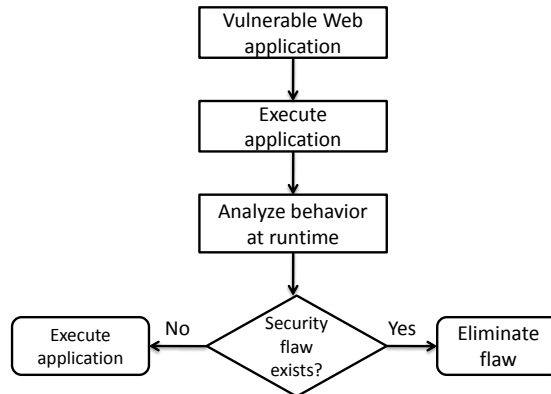 Vulnerable Web
application
Execute
application
Analyze behavior
at runtime
Security
flaw
exists?
No
Yes
Execute
application
Eliminate
flaw